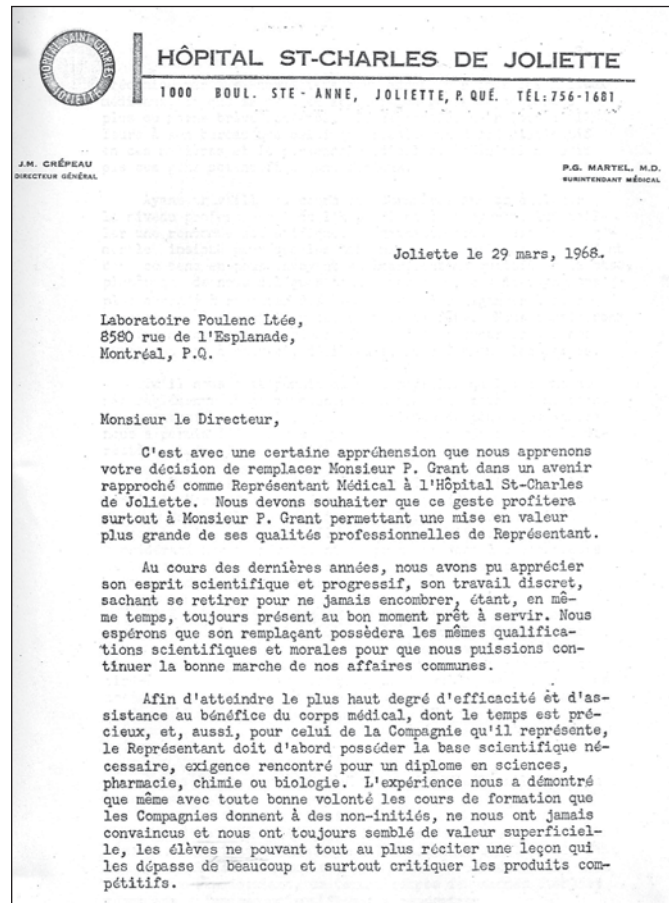 HÔPITAL SAINT-CHARLES
JOLIETTE
HÔPITAL ST-CHARLES DE JOLIETTE
1000 BOUL. STE-ANNE, JOLIETTE, P. QUÉ. TÉL: 756-1681
J.M. CRÉPEAU
DIRECTEUR GÉNÉRAL
P.G. MARTEL, M.D.
SURINTENDANT MÉDICAL
Joliette le 29 mars, 1968.
Laboratoire Poulenc Ltée,
8580 rue de l'Esplanade,
Montréal, P.Q.
Monsieur le Directeur,
C'est avec une certaine appréhension que nous apprenons
votre décision de remplacer Monsieur P. Grant dans un avenir
rapproché comme Représentant Médical à l'Hôpital St-Charles
de Joliette. Nous devons souhaiter que ce geste profitera
surtout à Monsieur P. Grant permettant une mise en valeur
plus grande de ses qualités professionnelles de Représentant.
Au cours des dernières années, nous avons pu apprécier
son esprit scientifique et progressif, son travail discret,
sachant se retirer pour ne jamais encombrer, étant, en mê-
me temps, toujours présent au bon moment prêt à servir. Nous
espérons que son remplaçant possèdera les mêmes qualifica-
tions scientifiques et morales pour que nous puissions con-
tinuer la bonne marche de nos affaires communes.
Afin d'atteindre le plus haut degré d'efficacité et d'as-
sistance au bénéfice du corps médical, dont le temps est pré-
cieux, et, aussi, pour celui de la Compagnie qu'il représente,
le Représentant doit d'abord posséder la base scientifique né-
cessaire, exigence rencontré pour un diplome en sciences,
pharmacie, chimie ou biologie. L'expérience nous a démontré
que même avec toute bonne volonté les cours de formation que
les Compagnies donnent à des non-initiés, ne nous ont jamais
convaincus et nous ont toujours semblé de valeur superficiel-
le, les élèves ne pouvant tout au plus réciter une leçon qui
les dépasse de beaucoup et surtout critiquer les produits com-
pétitifs.